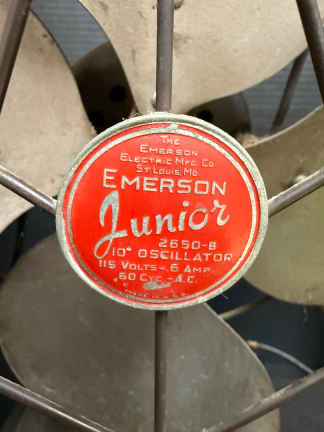 THE
EMERSON
ELECTRIC MFG. CO
ST. LOUIS MO.
EMERSON
Junior
2650-B
10" OSCILLATOR
115 VOLTS-.6 AMP
60 CYC.-A.C.